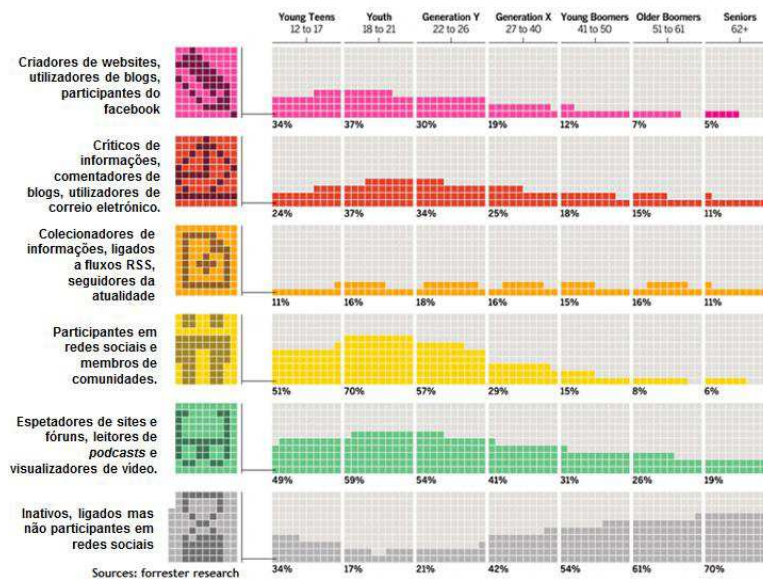 Young Teens Youth Generation Y Generation X Young Boomers Older Boomers Seniors
12 to 17 18 to 21 22 to 26 27 to 40 41 to 50 51 to 61 62+
Criadores de websites,
utilizadores de blogs,
participantes do
facebook
34% 37% 30% 19% 12% 7% 5%
Críticos de
informações,
comentadores de
blogs, utilizadores de
correio eletrónico.
24% 37% 34% 25% 18% 15% 11%
Colecionadores de
informações, ligados
a fluxos RSS,
seguidores da
atualidade
11% 16% 18% 16% 15% 16% 11%
Participantes em
redes sociais e
membros de
comunidades.
51% 70% 57% 29% 15% 8% 6%
Espetadores de sites e
fóruns, leitores de
podcasts e
visualizadores de vídeo.
49% 59% 54% 41% 31% 26% 19%
Inativos, ligados mas
não participantes em
redes sociais
34% 17% 21% 42% 54% 61% 70%
Sources: forrester research